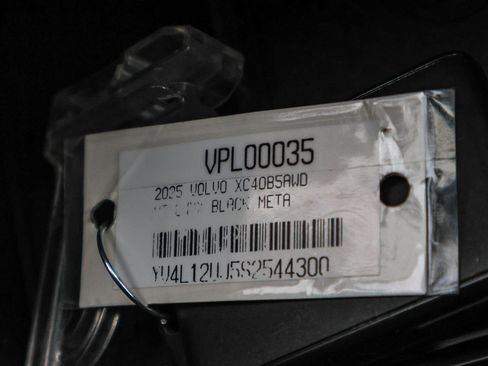 VPL00035
2025 VOLVO XC40B5AWD
BLACK META
YV4L12UJ5S2544300